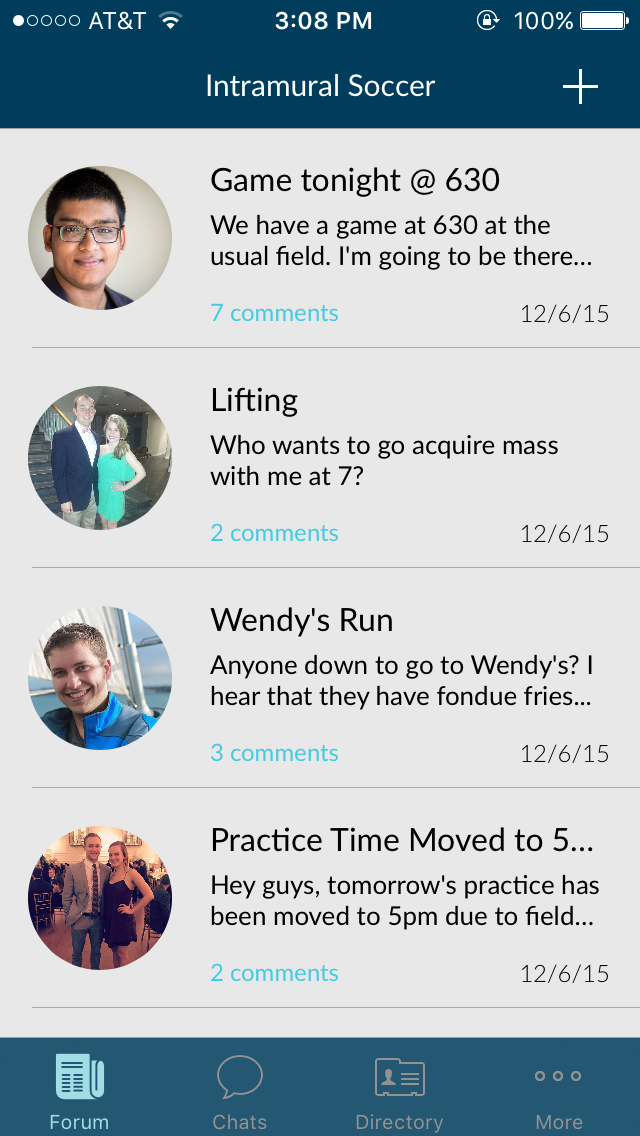 AT&T 3:08 PM 100%
Intramural Soccer
Game tonight @ 630
We have a game at 630 at the
usual field. I'm going to be there...
7 comments 12/6/15
Lifting
Who wants to go acquire mass
with me at 7?
2 comments 12/6/15
Wendy's Run
Anyone down to go to Wendy's? I
hear that they have fondue fries...
3 comments 12/6/15
Practice Time Moved to 5...
Hey guys, tomorrow's practice has
been moved to 5pm due to field...
2 comments 12/6/15
Forum Chats Directory More